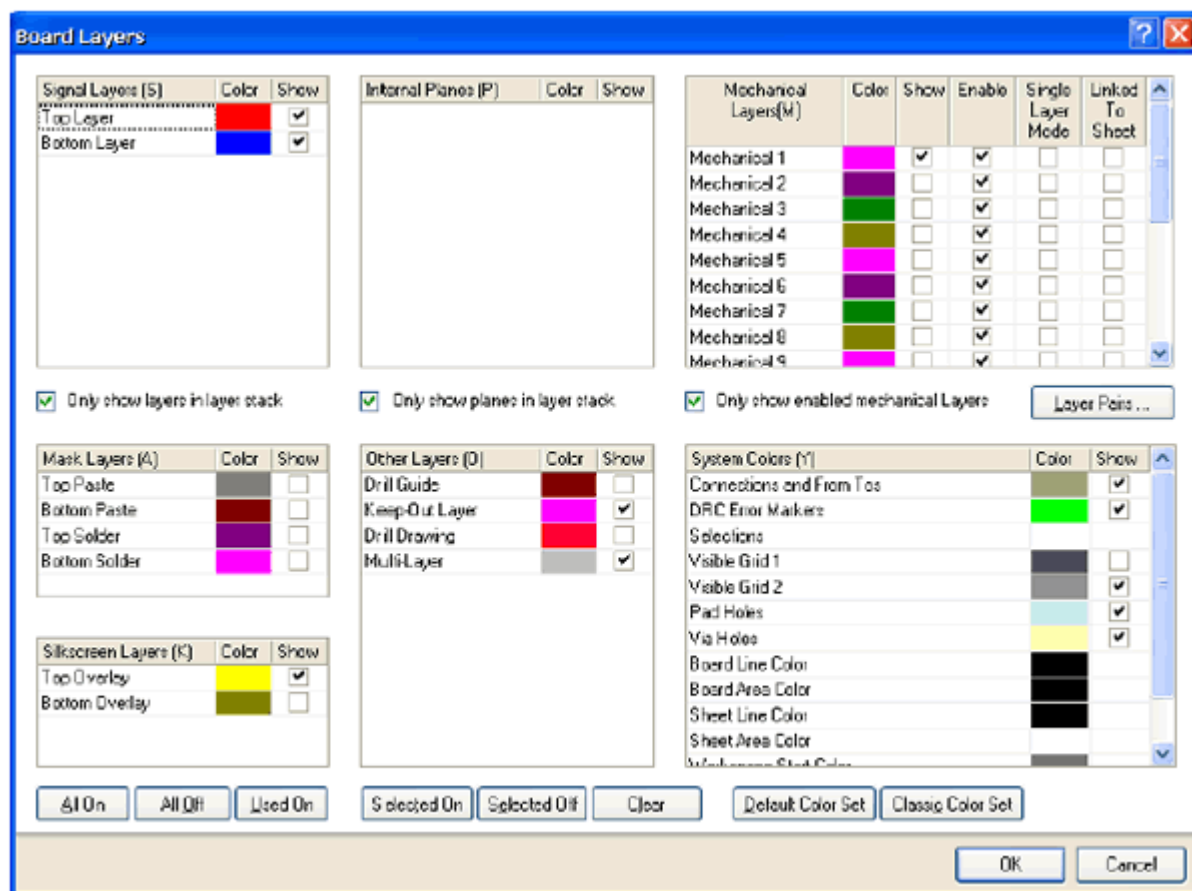 Board Layers
Signal Layers (S) Color Show
Top Layer
Bottom Layer
Internal Planes (P) Color Show
Mechanical Layers(M) Color Show Enable Single Layer Mode Linked To Sheet
Mechanical 1
Mechanical 2
Mechanical 3
Mechanical 4
Mechanical 5
Mechanical 6
Mechanical 7
Mechanical 8
Mechanical 9
Only show layers in layer stack
Only show planes in layer stack
Only show enabled mechanical Layers
Layer Pairs ...
Mask Layers (A) Color Show
Top Paste
Bottom Paste
Top Solder
Bottom Solder
Other Layers (O) Color Show
Drill Guide
Keep-Out Layer
Drill Drawing
Multi-Layer
System Colors (Y) Color Show
Connections and From Tos
DRC Error Markers
Selections
Visible Grid 1
Visible Grid 2
Pad Holes
Via Holes
Board Line Color
Board Area Color
Sheet Line Color
Sheet Area Color
Workspace Start Color
Silkscreen Layers (K) Color Show
Top Overlay
Bottom Overlay
All On
All Off
Used On
Selected On
Selected Off
Clear
Default Color Set
Classic Color Set
OK
Cancel